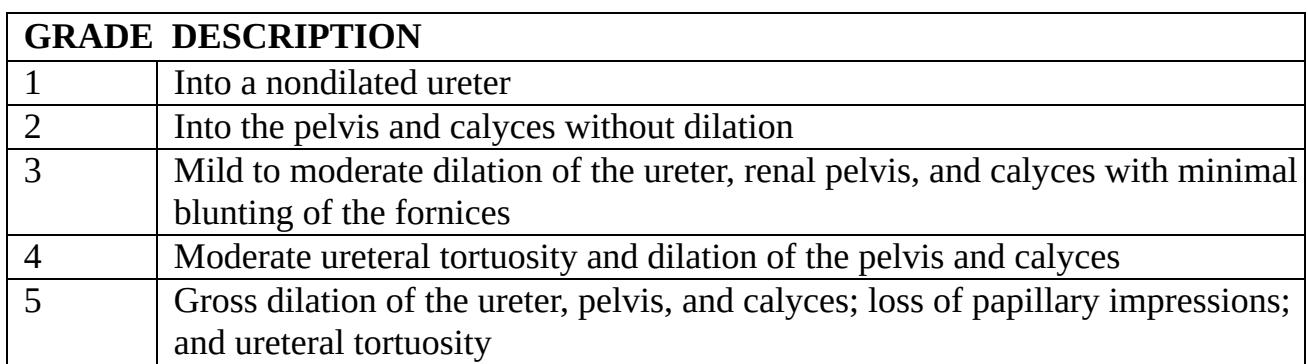 GRADE DESCRIPTION
1 Into a nondilated ureter
2 Into the pelvis and calyces without dilation
3 Mild to moderate dilation of the ureter, renal pelvis, and calyces with minimal
blunting of the fornices
4 Moderate ureteral tortuosity and dilation of the pelvis and calyces
5 Gross dilation of the ureter, pelvis, and calyces; loss of papillary impressions;
and ureteral tortuosity